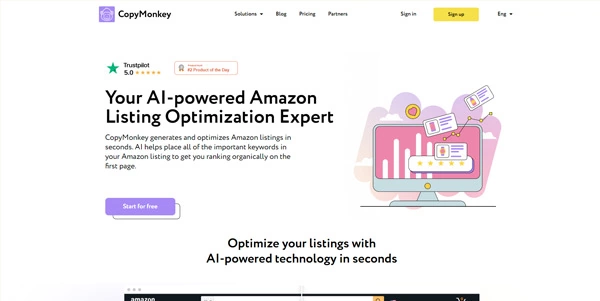 CopyMonkey
Solutions
Blog
Pricing
Partners
Sign in
Sign up
Eng
Trustpilot
5.0
#2 Product of the Day
Your AI-powered Amazon
Listing Optimization Expert
CopyMonkey generates and optimizes Amazon listings in
seconds. AI helps place all of the important keywords in
your Amazon listing to get you ranking organically on the
first page.
Start for free
Optimize your listings with
AI-powered technology in seconds
amazon